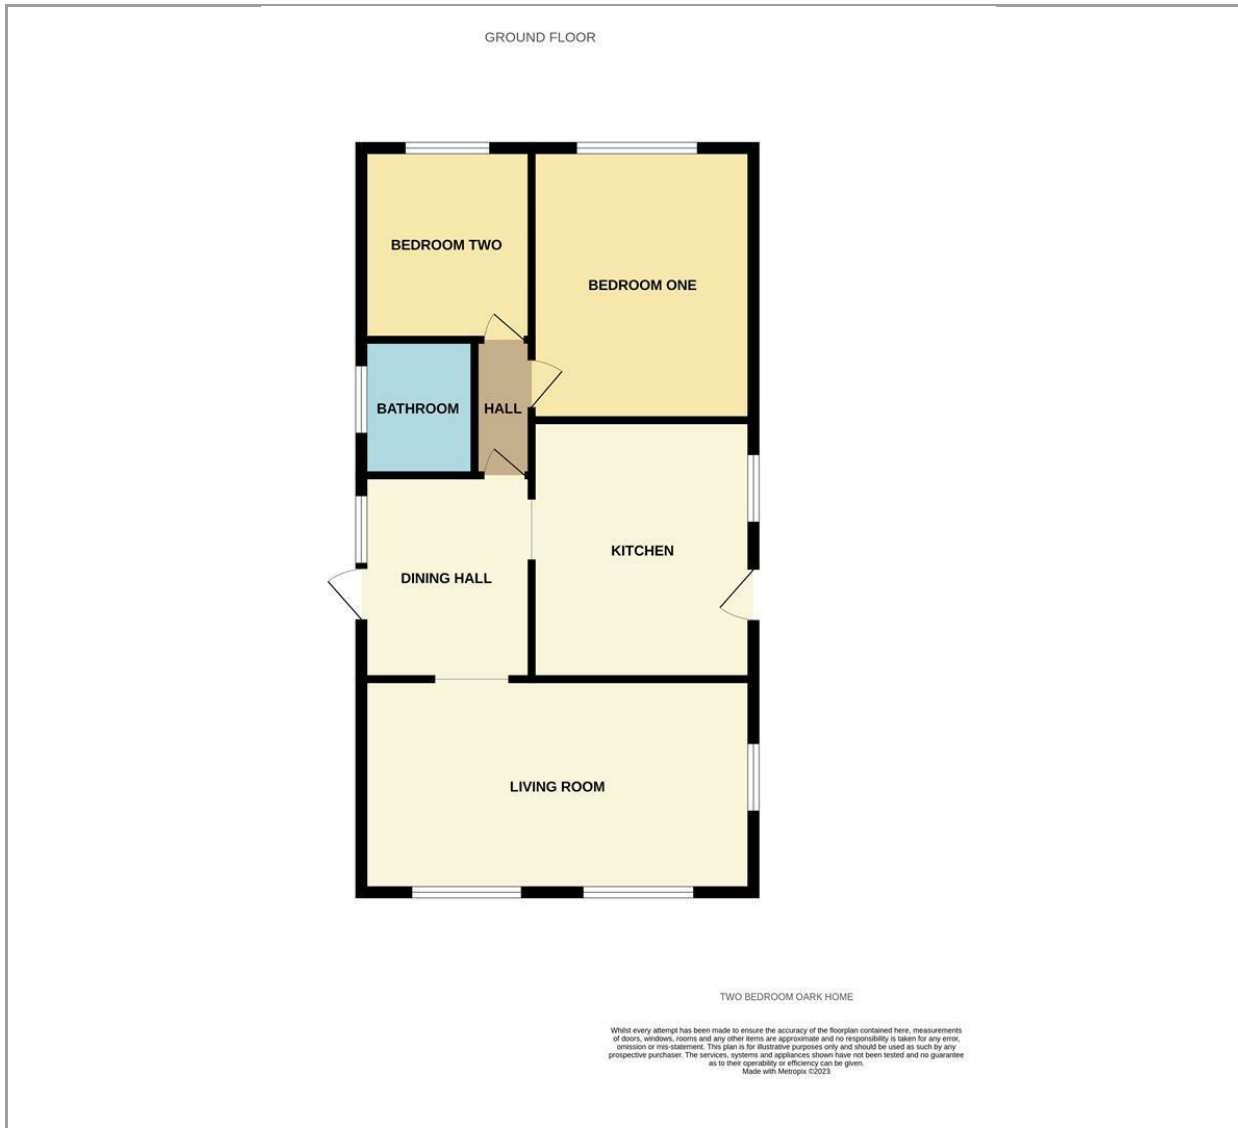 GROUND FLOOR
BEDROOM TWO
BEDROOM ONE
BATHROOM
HALL
KITCHEN
DINING HALL
LIVING ROOM
TWO BEDROOM OARK HOME
Whilst every attempt has been made to ensure the accuracy of the floorplan contained here, measurements
of doors, windows, rooms and any other items are approximate and no responsibility is taken for any error,
omission or mis-statement. This plan is for illustrative purposes only and should be used as such by any
prospective purchaser. The services, systems and appliances shown have not been tested and no guarantee
as to their operability or efficiency can be given.
Made with Metropix ©2023